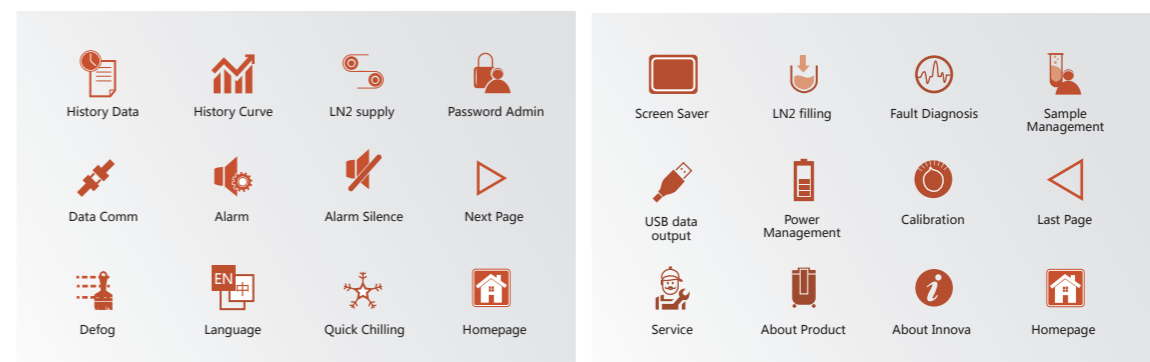 History Data
History Curve
LN2 supply
Password Admin
Data Comm
Alarm
Alarm Silence
Next Page
EN
中
Defog
Language
Quick Chilling
Homepage
Screen Saver
LN2 filling
Fault Diagnosis
Sample
Management
USB data
output
Power
Management
Calibration
Last Page
i
Service
About Product
About Innova
Homepage